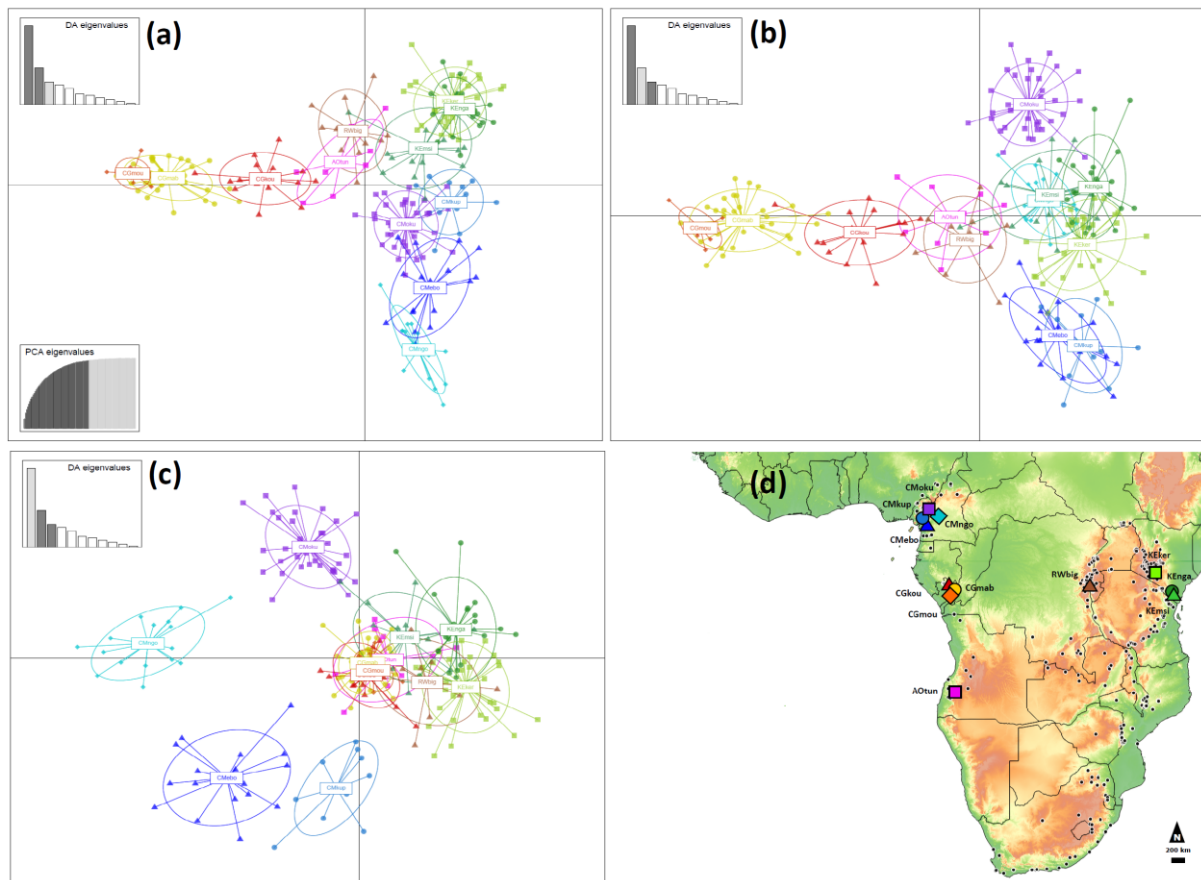 DA eigenvalues
(a)
KEnga
RWbig
KEmsi
AOtun
CGmou
CGmab
CGkou
CMkup
CMoku
CMebo
CMngo
PCA eigenvalues
DA eigenvalues
(b)
CMoku
KEnga
KEmsi
AOtun
CGmab
CGmou
CGkou
RWbig
KEker
CMebo
CMkup
DA eigenvalues
(c)
CMoku
KEnga
KEmsi
CMngo
CGmou
RWbig
KEker
CMebo
CMkup
(d)
CMoku
CMkup
CMngo
CMebo
KEker
RWbig
KEnga
CGmab
CGkou
KEmsi
CGmou
AOtun
N
200 km